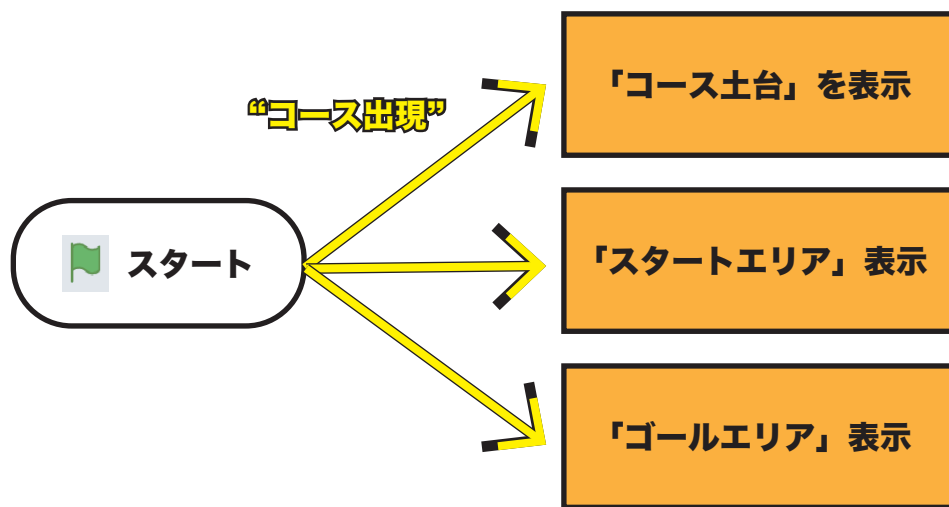 「コース土台」を表示
“コース出現”
スタート
「スタートエリア」表示
「ゴールエリア」表示